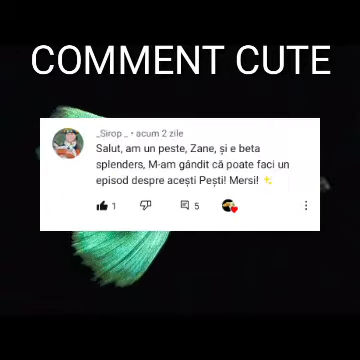 COMMENT CUTE
_Sirop_ • acum 2 zile
Salut, am un peste, Zane, și e beta
splenders, M-am gândit că poate faci un
episod despre acești Pești! Mersi! ✨
1 5